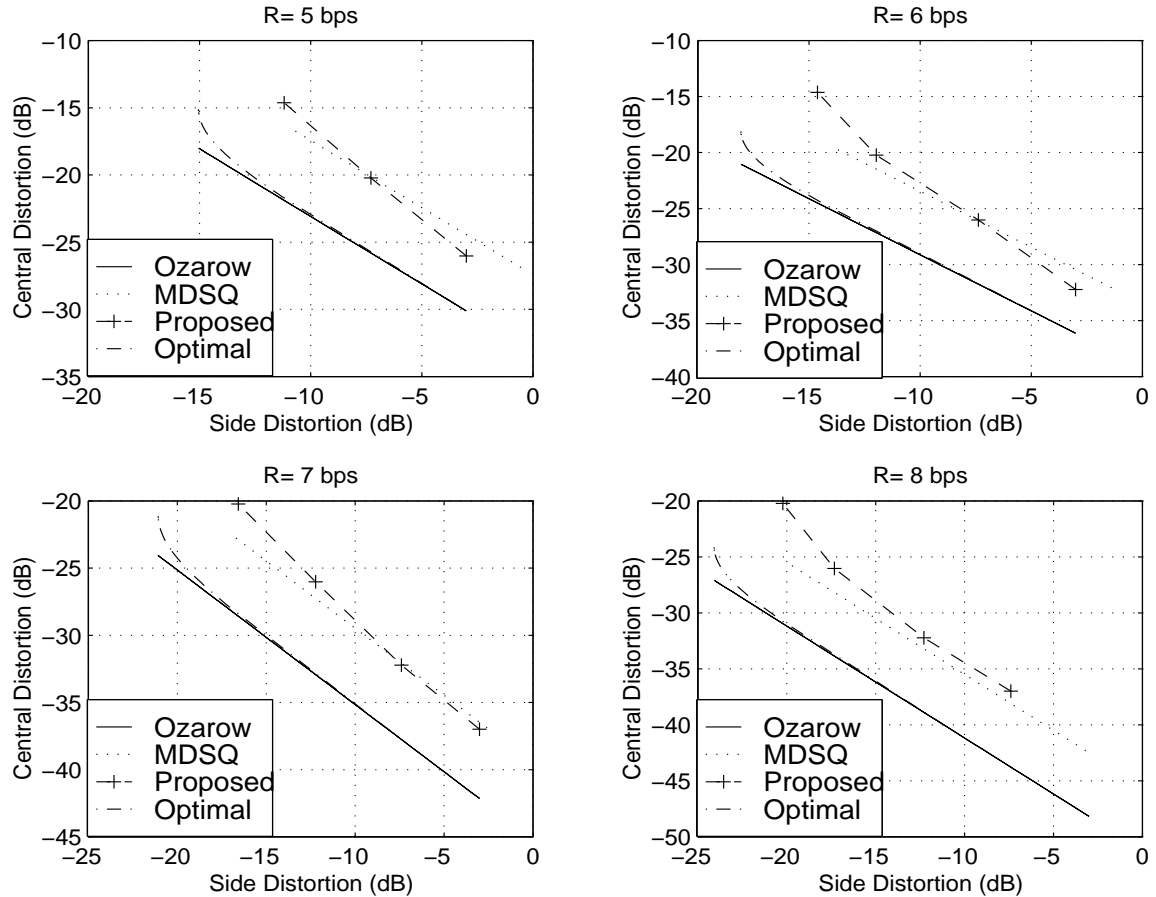 R= 5 bps
−10
−15
−20
−25
−30
−35
−20
−15
−10
−5
0
Central Distortion (dB)
Side Distortion (dB)
Ozarow
MDSQ
Proposed
Optimal
R= 6 bps
−10
−15
−20
−25
−30
−35
−40
−20
−15
−10
−5
0
Central Distortion (dB)
Side Distortion (dB)
Ozarow
MDSQ
Proposed
Optimal
R= 7 bps
−20
−25
−30
−35
−40
−45
−25
−20
−15
−10
−5
0
Central Distortion (dB)
Side Distortion (dB)
Ozarow
MDSQ
Proposed
Optimal
R= 8 bps
−20
−25
−30
−35
−40
−45
−50
−25
−20
−15
−10
−5
0
Central Distortion (dB)
Side Distortion (dB)
Ozarow
MDSQ
Proposed
Optimal